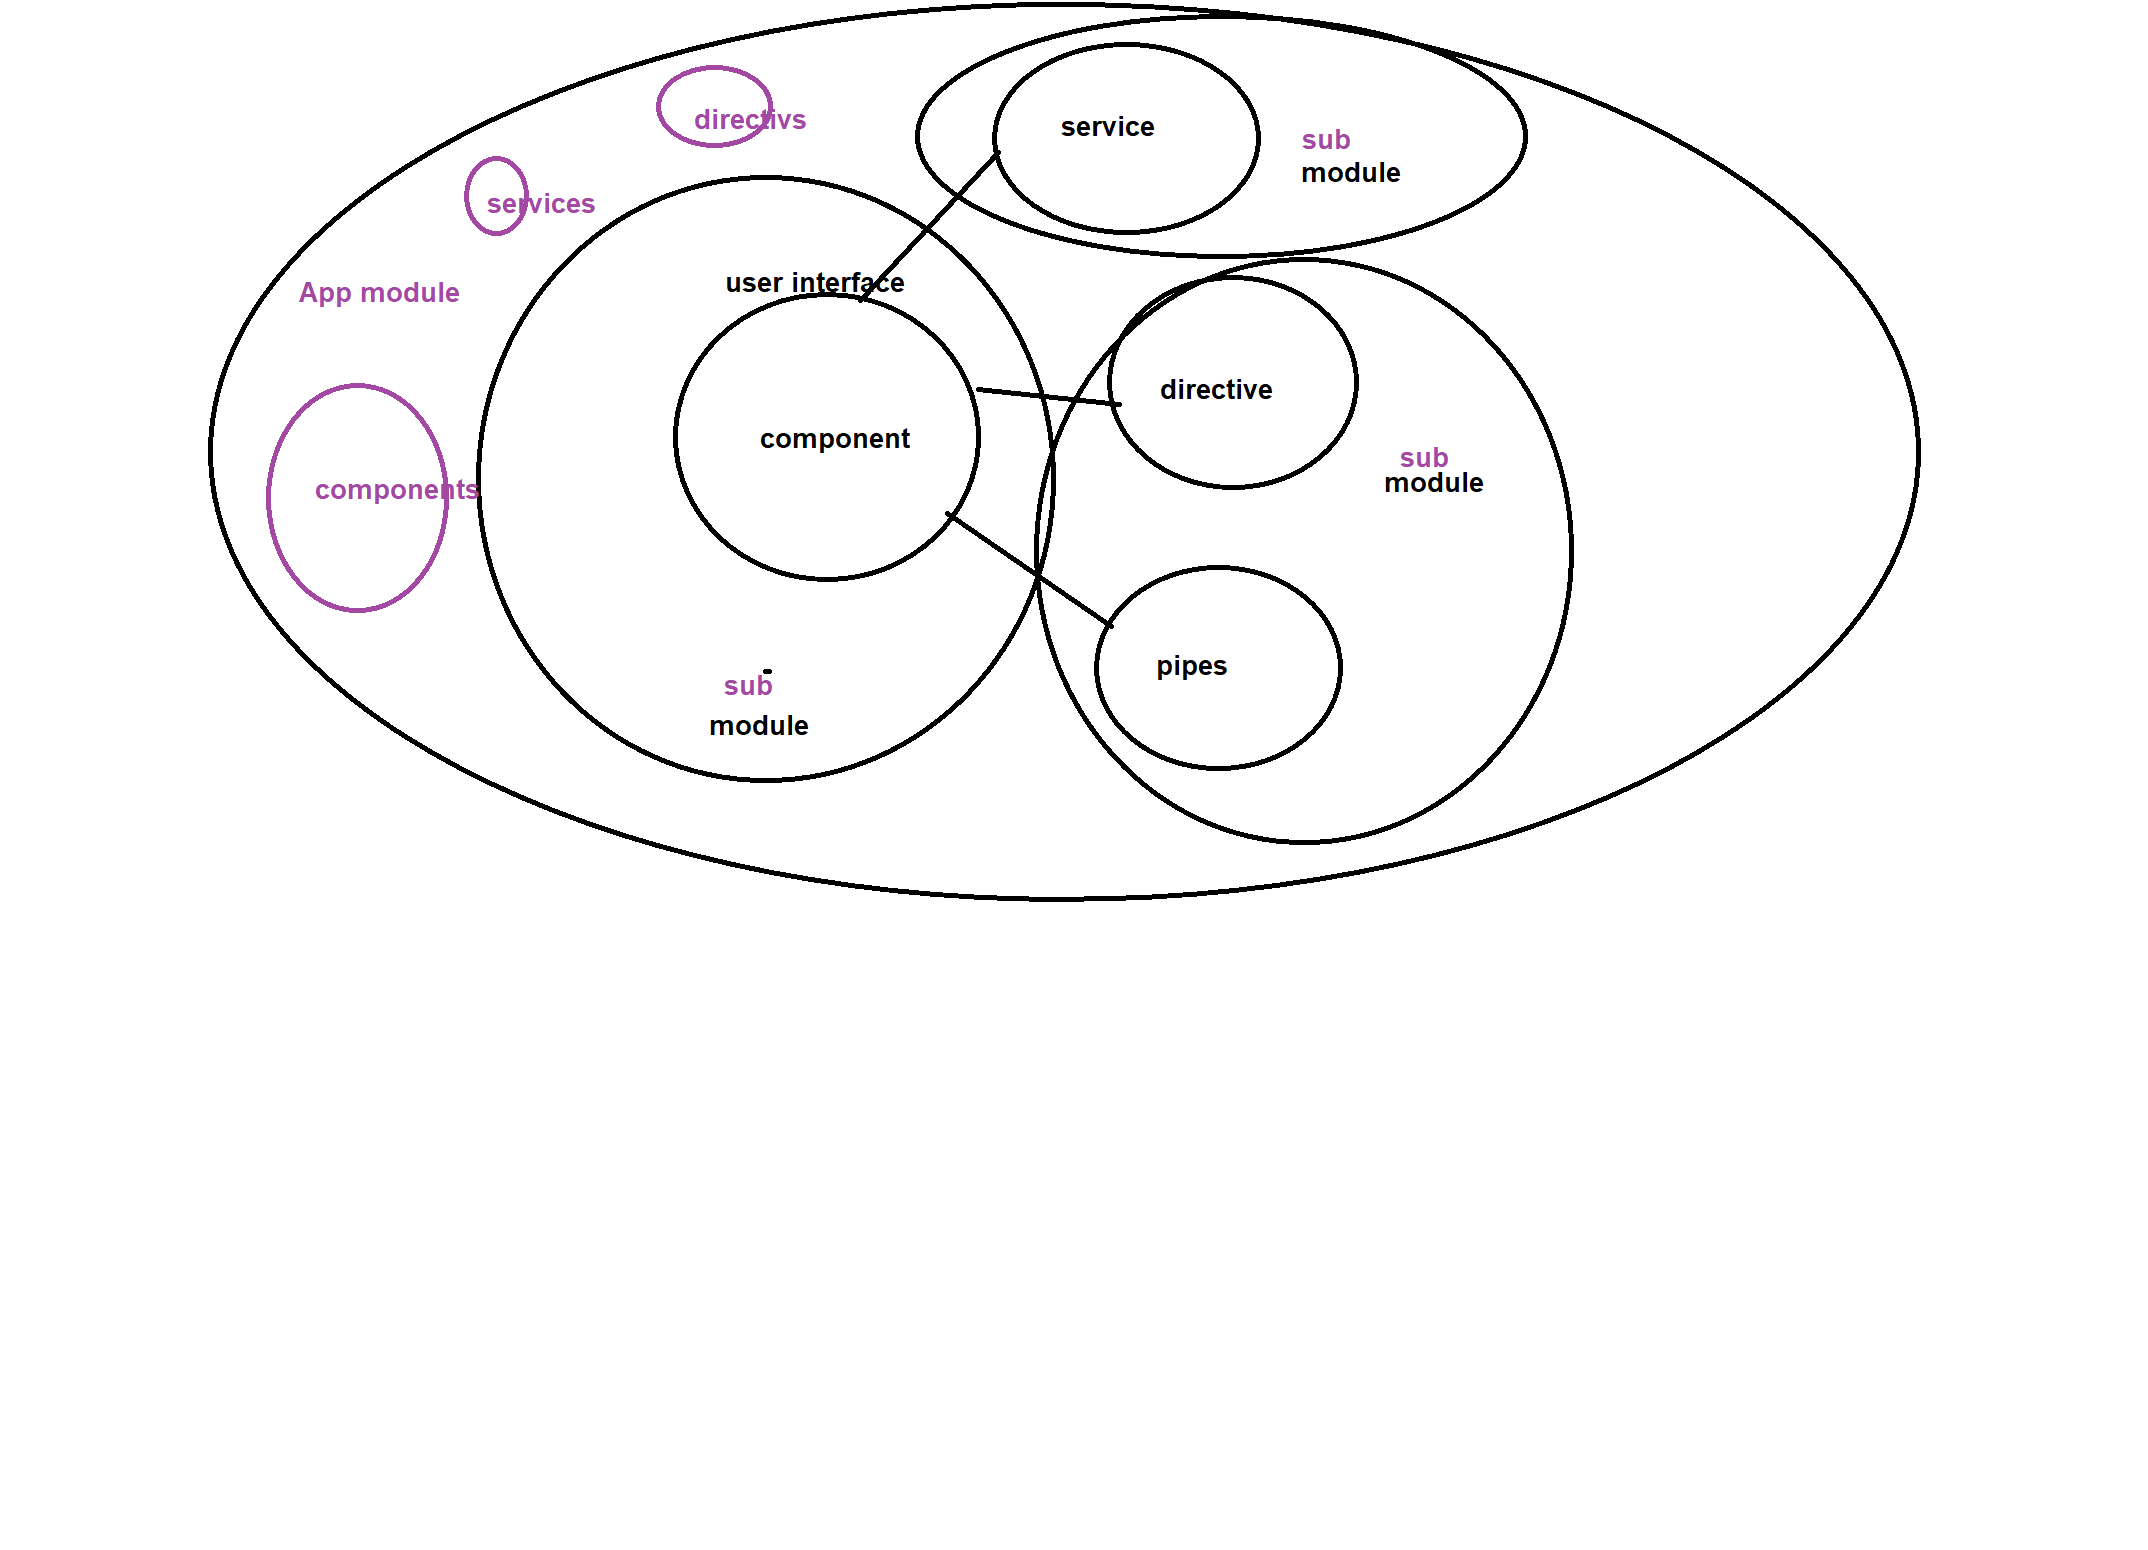 directivs
service
sub
module
services
user interface
App module
directive
component
sub
module
components
pipes
sub
module